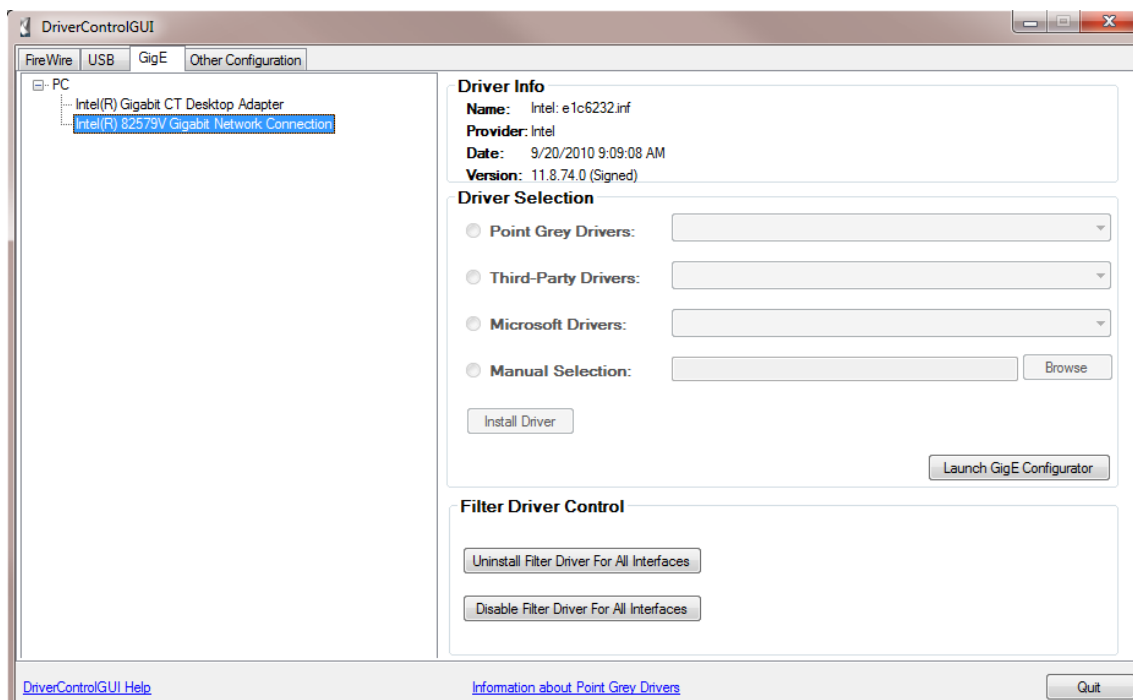 DriverControlGUI
FireWire USB GigE Other Configuration
PC
Intel(R) Gigabit CT Desktop Adapter
Intel(R) 82579V Gigabit Network Connection
Driver Info
Name: Intel: e1c6232.inf
Provider: Intel
Date: 9/20/2010 9:09:08 AM
Version: 11.8.74.0 (Signed)
Driver Selection
Point Grey Drivers:
Third-Party Drivers:
Microsoft Drivers:
Manual Selection: Browse
Install Driver
Launch GigE Configurator
Filter Driver Control
Uninstall Filter Driver For All Interfaces
Disable Filter Driver For All Interfaces
DriverControlGUI Help Information about Point Grey Drivers Quit